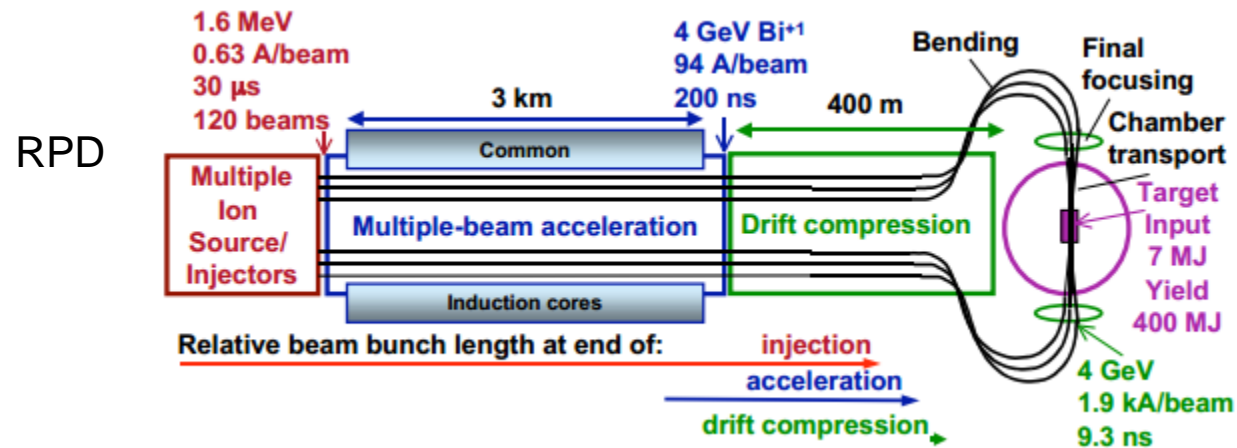 RPD
1.6 MeV
0.63 A/beam
30 µs
120 beams
3 km
4 GeV Bi+1
94 A/beam
200 ns
400 m
Bending
Final
focusing
Chamber
transport
Common
Multiple
Ion
Source/
Injectors
Multiple-beam acceleration
Drift compression
Target
Input
7 MJ
Yield
400 MJ
Induction cores
Relative beam bunch length at end of:
injection
acceleration
drift compression
4 GeV
1.9 kA/beam
9.3 ns